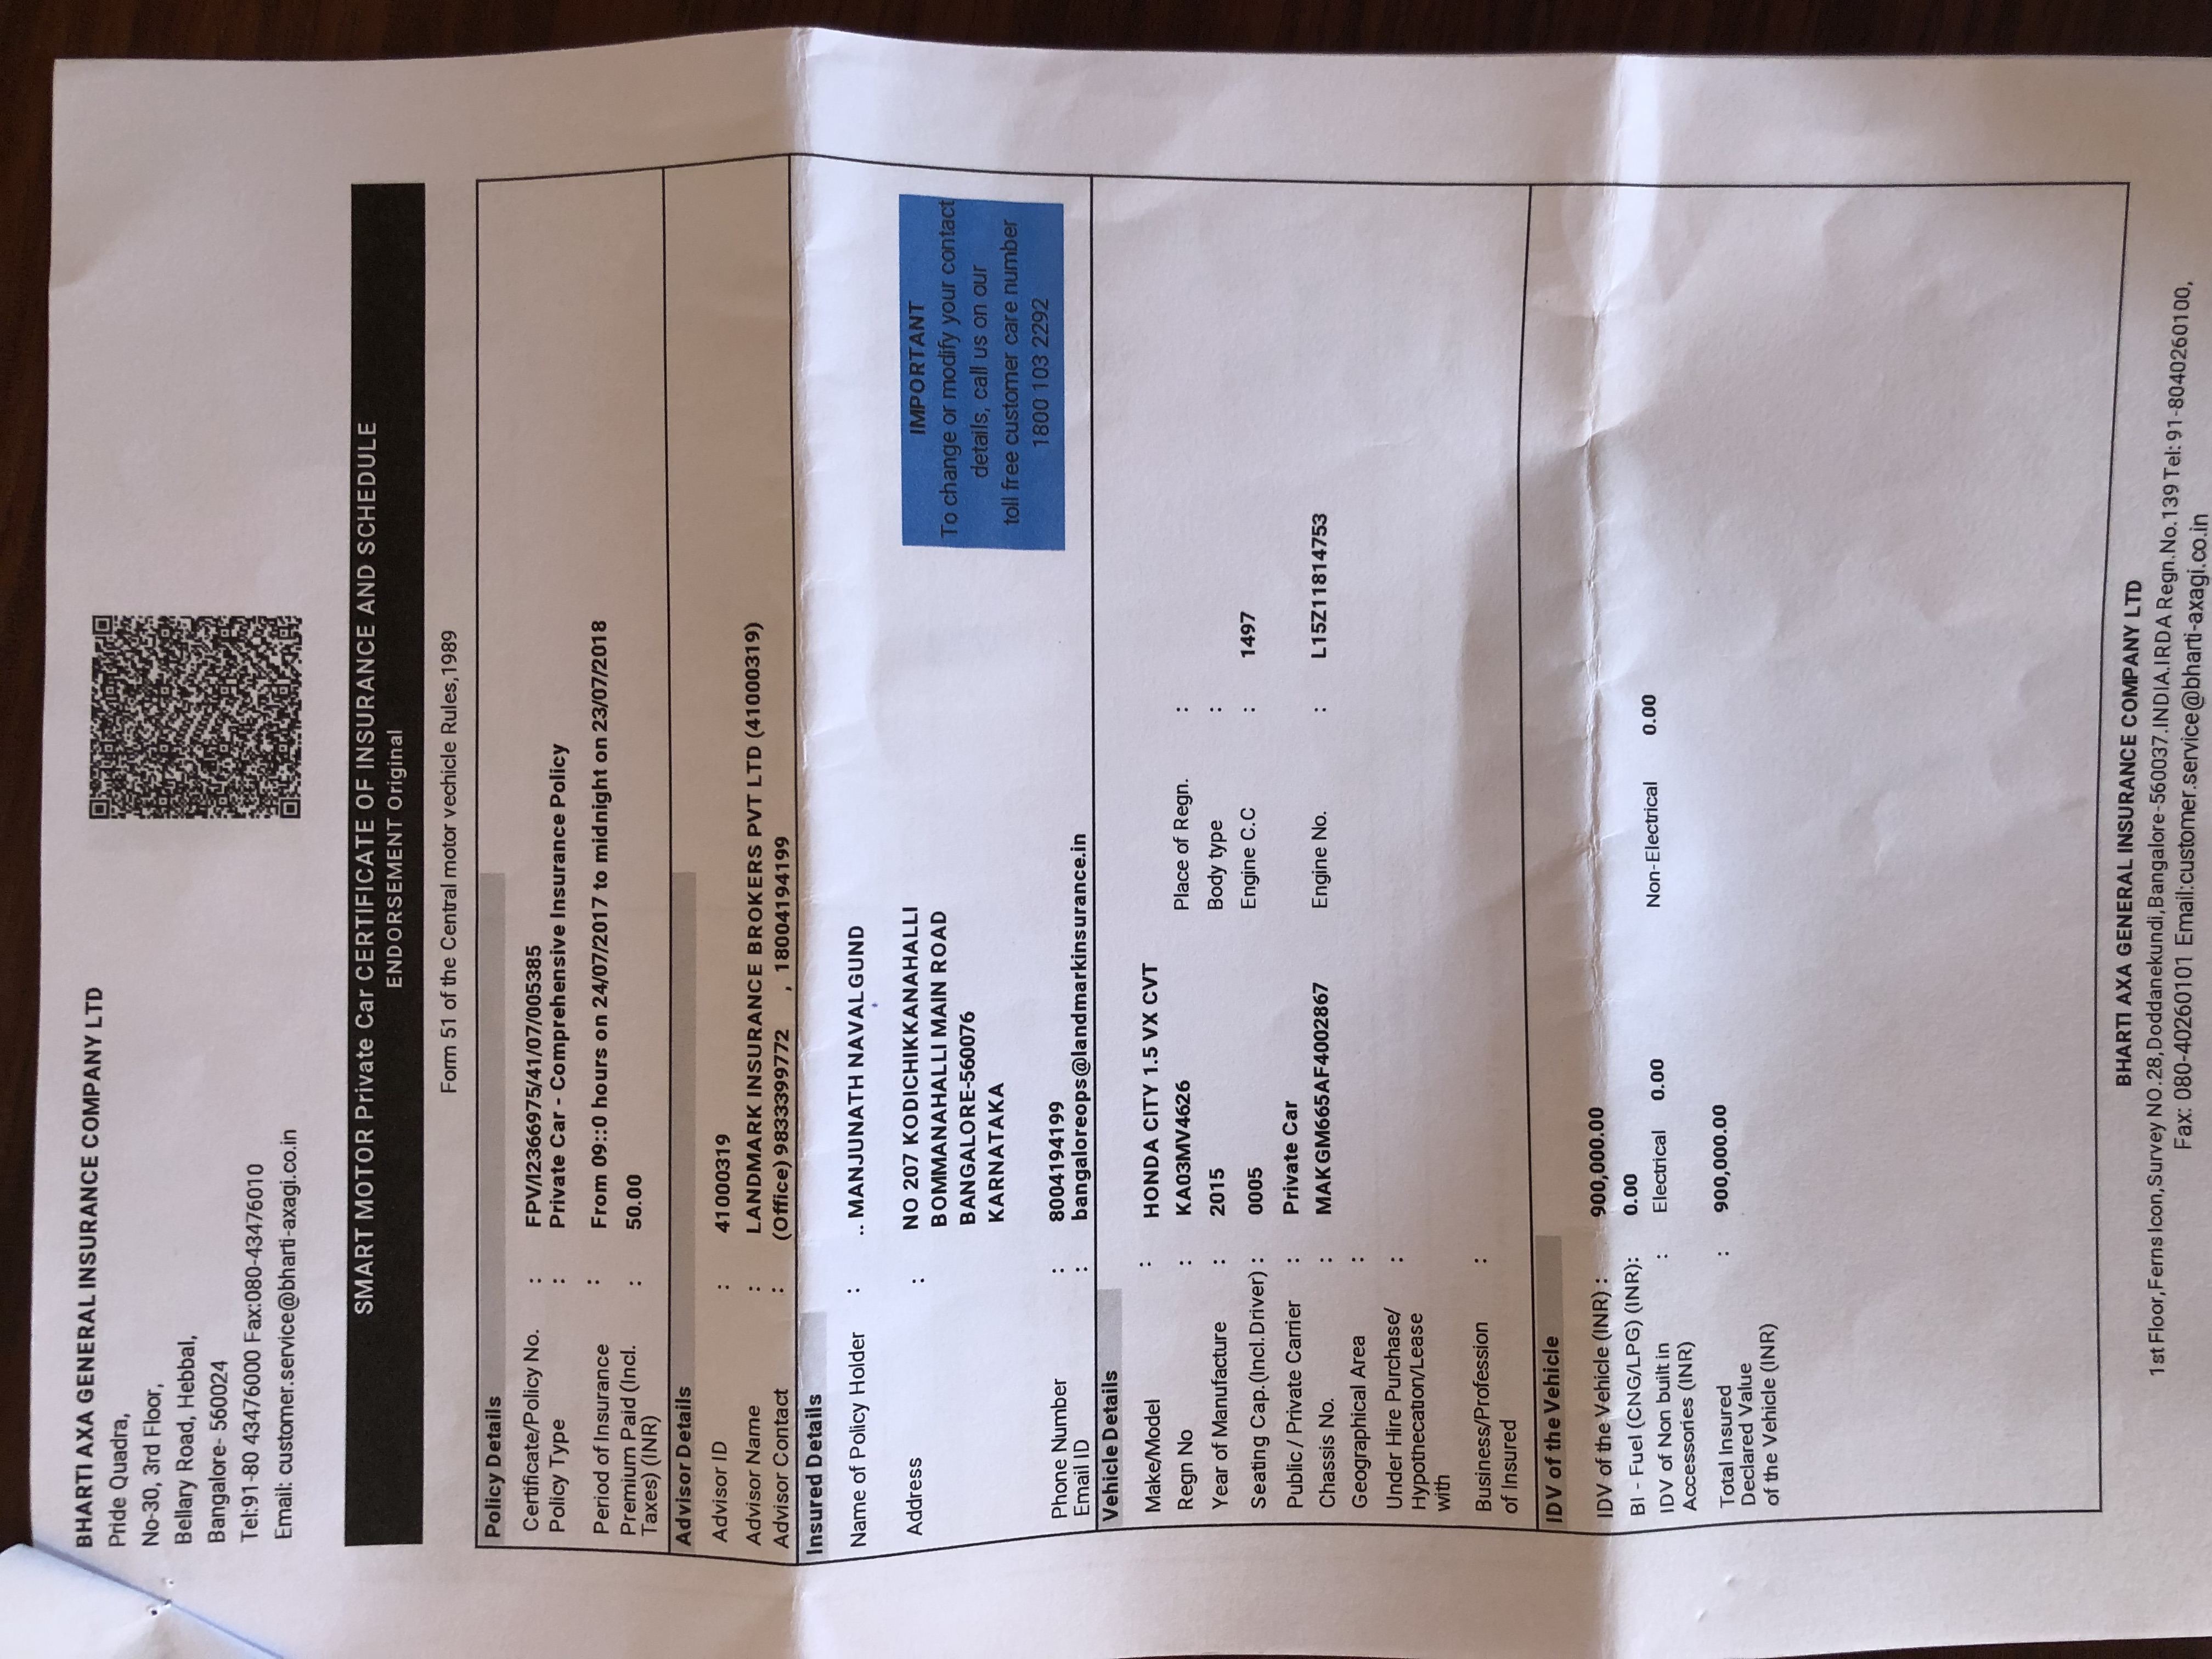 BHARTI AXA GENERAL INSURANCE COMPANY LTD
Pride Quadra,
No-30, 3rd Floor,
Bellary Road, Hebbal,
Bangalore- 560024
Tel:91-80 43476000 Fax:080-43476010
Email: customer.service@bharti-axagi.co.in
SMART MOTOR Private Car CERTIFICATE OF INSURANCE AND SCHEDULE
ENDORSEMENT Original
Form 51 of the Central motor vechicle Rules,1989
Policy Details
Certificate/Policy No. : FPV/I2366975/41/07/005385
Policy Type : Private Car - Comprehensive Insurance Policy
Period of Insurance : From 09::0 hours on 24/07/2017 to midnight on 23/07/2018
Premium Paid (Incl. Taxes) (INR) : 50.00
Advisor Details
Advisor ID : 41000319
Advisor Name : LANDMARK INSURANCE BROKERS PVT LTD (41000319)
Advisor Contact : (Office) 9833399772 , 18004194199
Insured Details
Name of Policy Holder : .. MANJUNATH NAVALGUND
Address : NO 207 KODICHIKKANAHALLI
BOMMANAHALLI MAIN ROAD
BANGALORE-560076
KARNATAKA
IMPORTANT
To change or modify your contact
details, call us on our
toll free customer care number
1800 103 2292
Phone Number : 8004194199
Email ID : bangaloreops@landmarkinsurance.in
Vehicle Details
Make/Model : HONDA CITY 1.5 VX CVT
Regn No : KA03MV4626 Place of Regn. :
Year of Manufacture : 2015 Body type :
Seating Cap.(Incl.Driver) : 0005 Engine C.C : 1497
Public / Private Carrier : Private Car
Chassis No. : MAKGM665AF4002867 Engine No. : L15Z11814753
Geographical Area :
Under Hire Purchase/ :
Hypothecation/Lease
with
Business/Profession :
of Insured
IDV of the Vehicle
IDV of the Vehicle (INR) : 900,000.00
BI - Fuel (CNG/LPG) (INR): 0.00
IDV of Non built in : Electrical 0.00 Non-Electrical 0.00
Accessories (INR)
Total Insured : 900,000.00
Declared Value
of the Vehicle (INR)
BHARTI AXA GENERAL INSURANCE COMPANY LTD
1st Floor,Ferns Icon,Survey NO.28,Doddanekundi,Bangalore-560037.INDIA.IRDA Regn.No.139 Tel: 91-8040260100,
Fax: 080-40260101 Email:customer.service@bharti-axagi.co.in